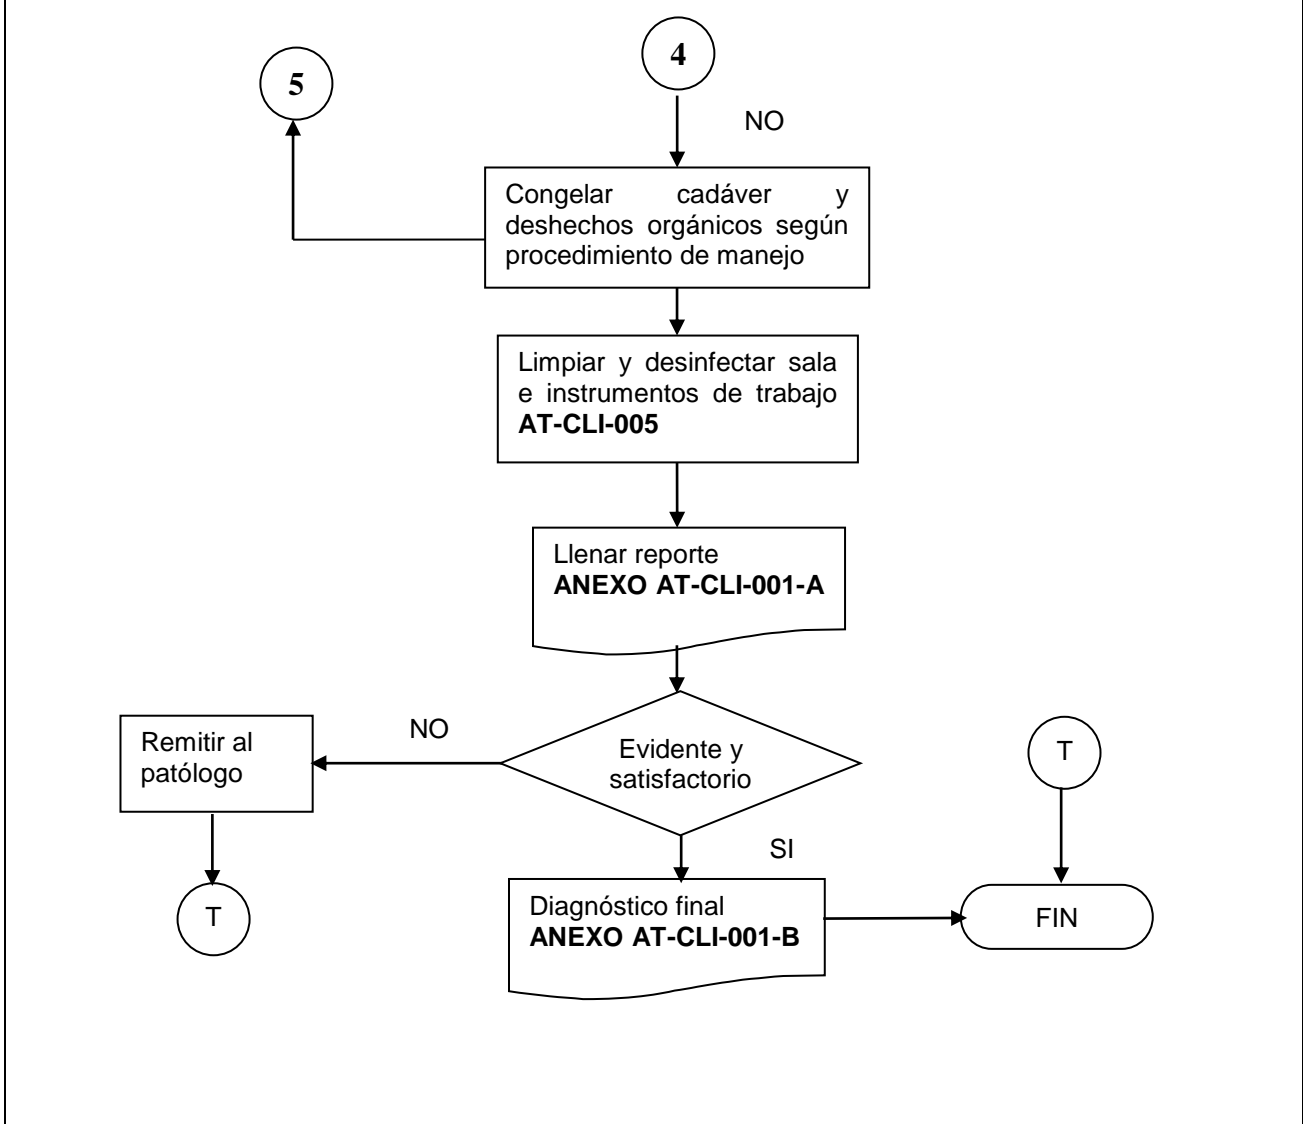 4
5
NO
Congelar cadáver y
deshechos orgánicos según
procedimiento de manejo
Limpiar y desinfectar sala
e instrumentos de trabajo
AT-CLI-005
Llenar reporte
ANEXO AT-CLI-001-A
NO
Remitir al
patólogo
Evidente y
satisfactorio
T
SI
T
Diagnóstico final
ANEXO AT-CLI-001-B
FIN